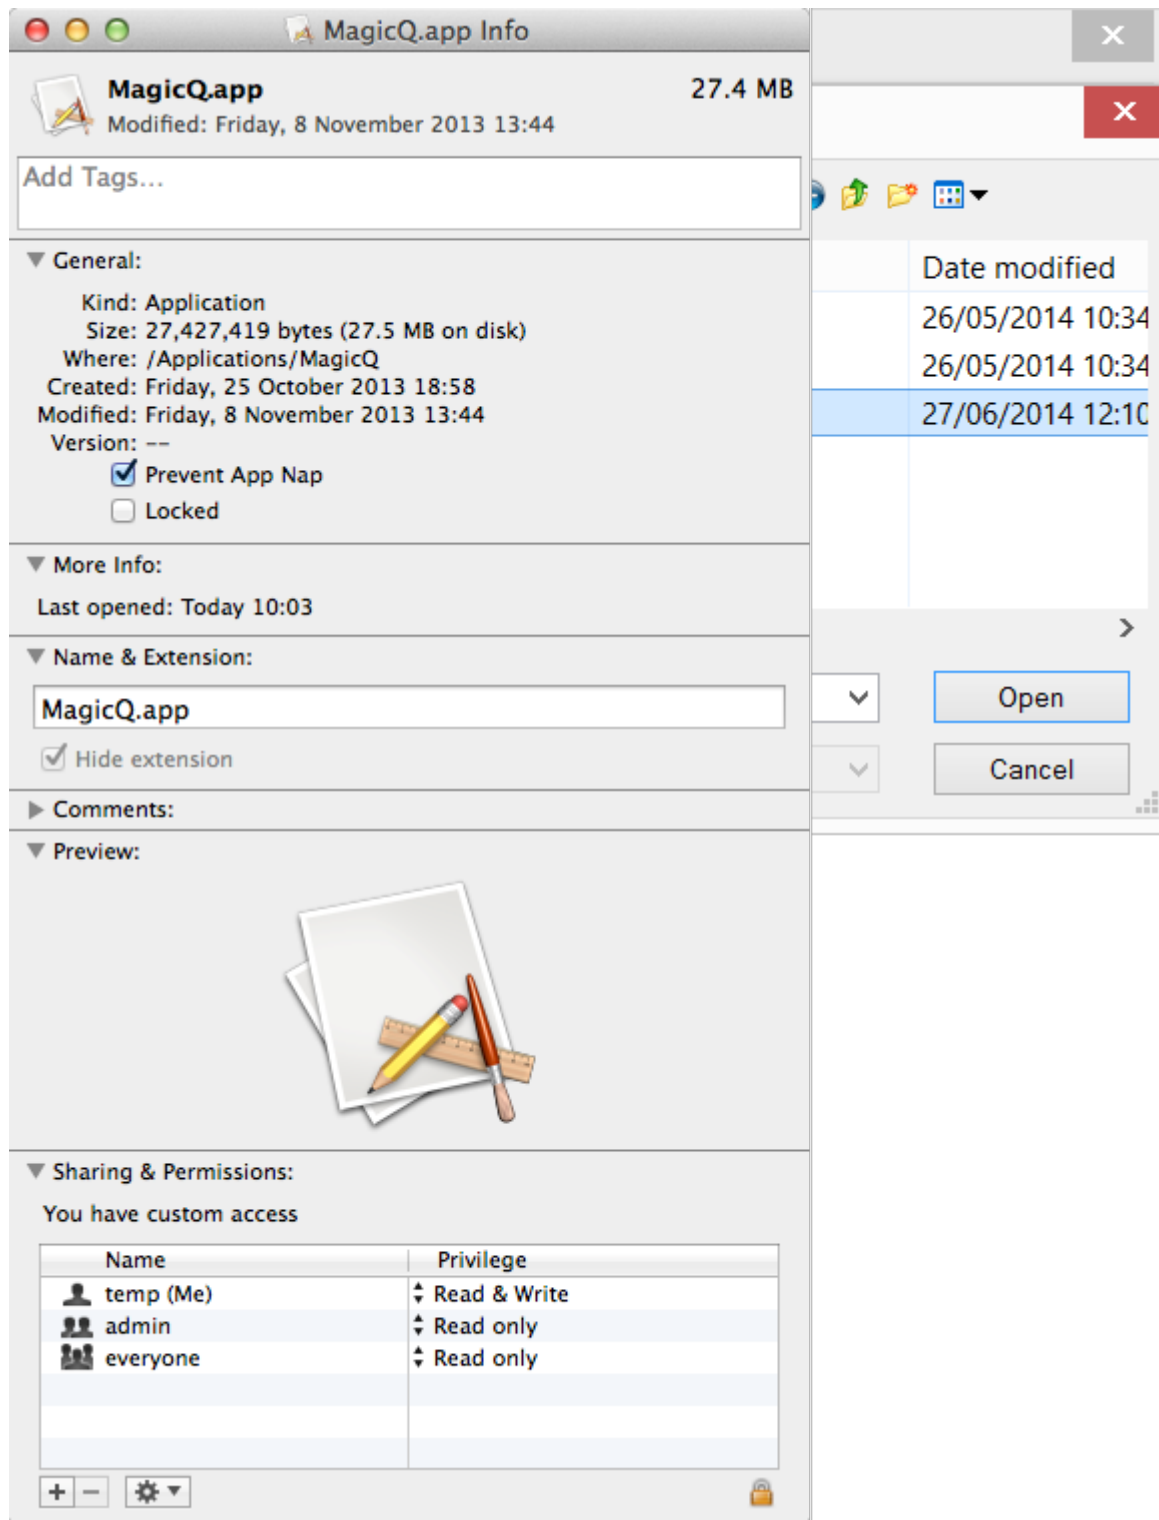 MagicQ.app Info
MagicQ.app 27.4 MB
Modified: Friday, 8 November 2013 13:44
Add Tags...
General:
Kind: Application
Size: 27,427,419 bytes (27.5 MB on disk)
Where: /Applications/MagicQ
Created: Friday, 25 October 2013 18:58
Modified: Friday, 8 November 2013 13:44
Version: --
Prevent App Nap
Locked
More Info:
Last opened: Today 10:03
Name & Extension:
MagicQ.app
Hide extension
Comments:
Preview:
Sharing & Permissions:
You have custom access
Name Privilege
temp (Me) Read & Write
admin Read only
everyone Read only
Date modified
26/05/2014 10:34
26/05/2014 10:34
27/06/2014 12:10
Open
Cancel